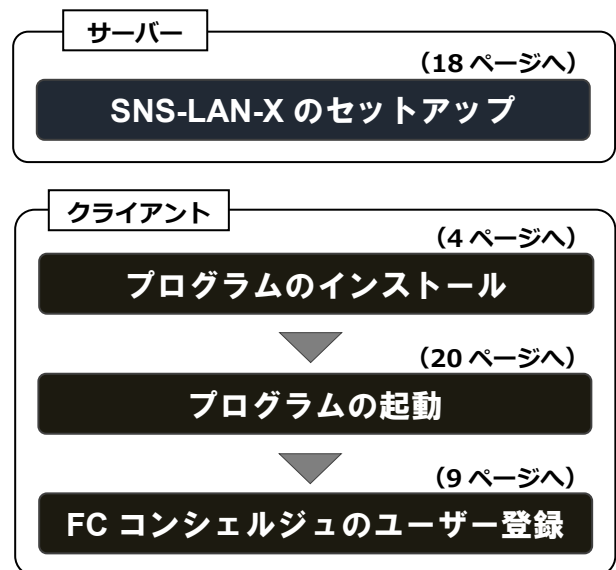 サーバー
（18 ページへ）
SNS-LAN-X のセットアップ
クライアント
（4 ページへ）
プログラムのインストール
（20 ページへ）
プログラムの起動
（9 ページへ）
FC コンシェルジュのユーザー登録